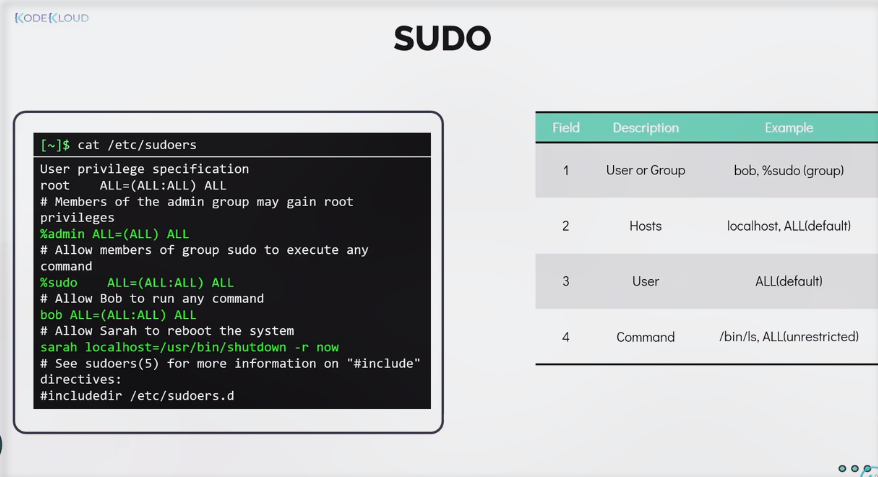 KODEKLOUD
SUDO
[~]$ cat /etc/sudoers
User privilege specification
root    ALL=(ALL:ALL) ALL
# Members of the admin group may gain root
privileges
%admin ALL=(ALL) ALL
# Allow members of group sudo to execute any
command
%sudo    ALL=(ALL:ALL) ALL
# Allow Bob to run any command
bob ALL=(ALL:ALL) ALL
# Allow Sarah to reboot the system
sarah localhost=/usr/bin/shutdown -r now
# See sudoers(5) for more information on "#include"
directives:
#includedir /etc/sudoers.d
Field Description Example
1 User or Group bob, %sudo (group)
2 Hosts localhost, ALL(default)
3 User ALL(default)
4 Command /bin/ls, ALL(unrestricted)